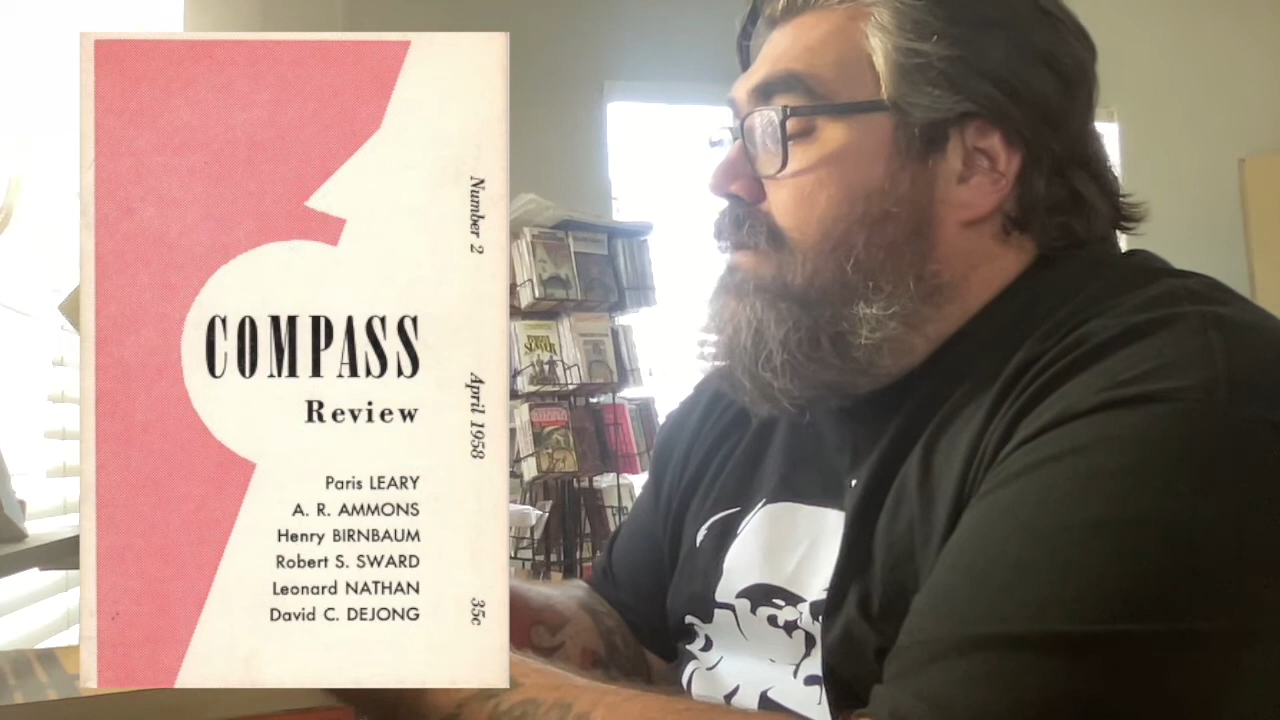 COMPASS
Review
Paris LEARY
A. R. AMMONS
Henry BIRNBAUM
Robert S. SWARD
Leonard NATHAN
David C. DEJONG
Number 2
April 1958
35c